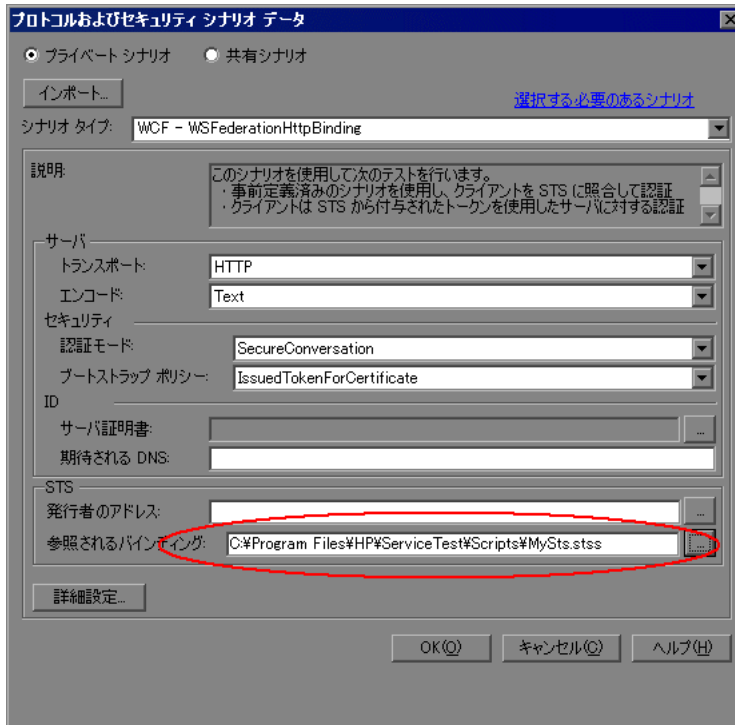 プロトコルおよびセキュリティ シナリオ データ
プライベート シナリオ 共有シナリオ
インポート...
選択する必要のあるシナリオ
シナリオ タイプ: WCF - WSFederationHttpBinding
説明: このシナリオを使用して次のテストを行います。
・事前定義済みのシナリオを使用し、クライアントを STS に照合して認証
・クライアントは STS から付与されたトークンを使用したサーバに対する認証
サーバ
トランスポート: HTTP
エンコード: Text
セキュリティ
認証モード: SecureConversation
ブートストラップ ポリシー: IssuedTokenForCertificate
ID
サーバ証明書: ...
期待される DNS:
STS
発行者のアドレス: ...
参照されるバインディング: C:¥Program Files¥HP¥ServiceTest¥Scripts¥MySts.stss ...
詳細設定...
OK(O) キャンセル(C) ヘルプ(H)